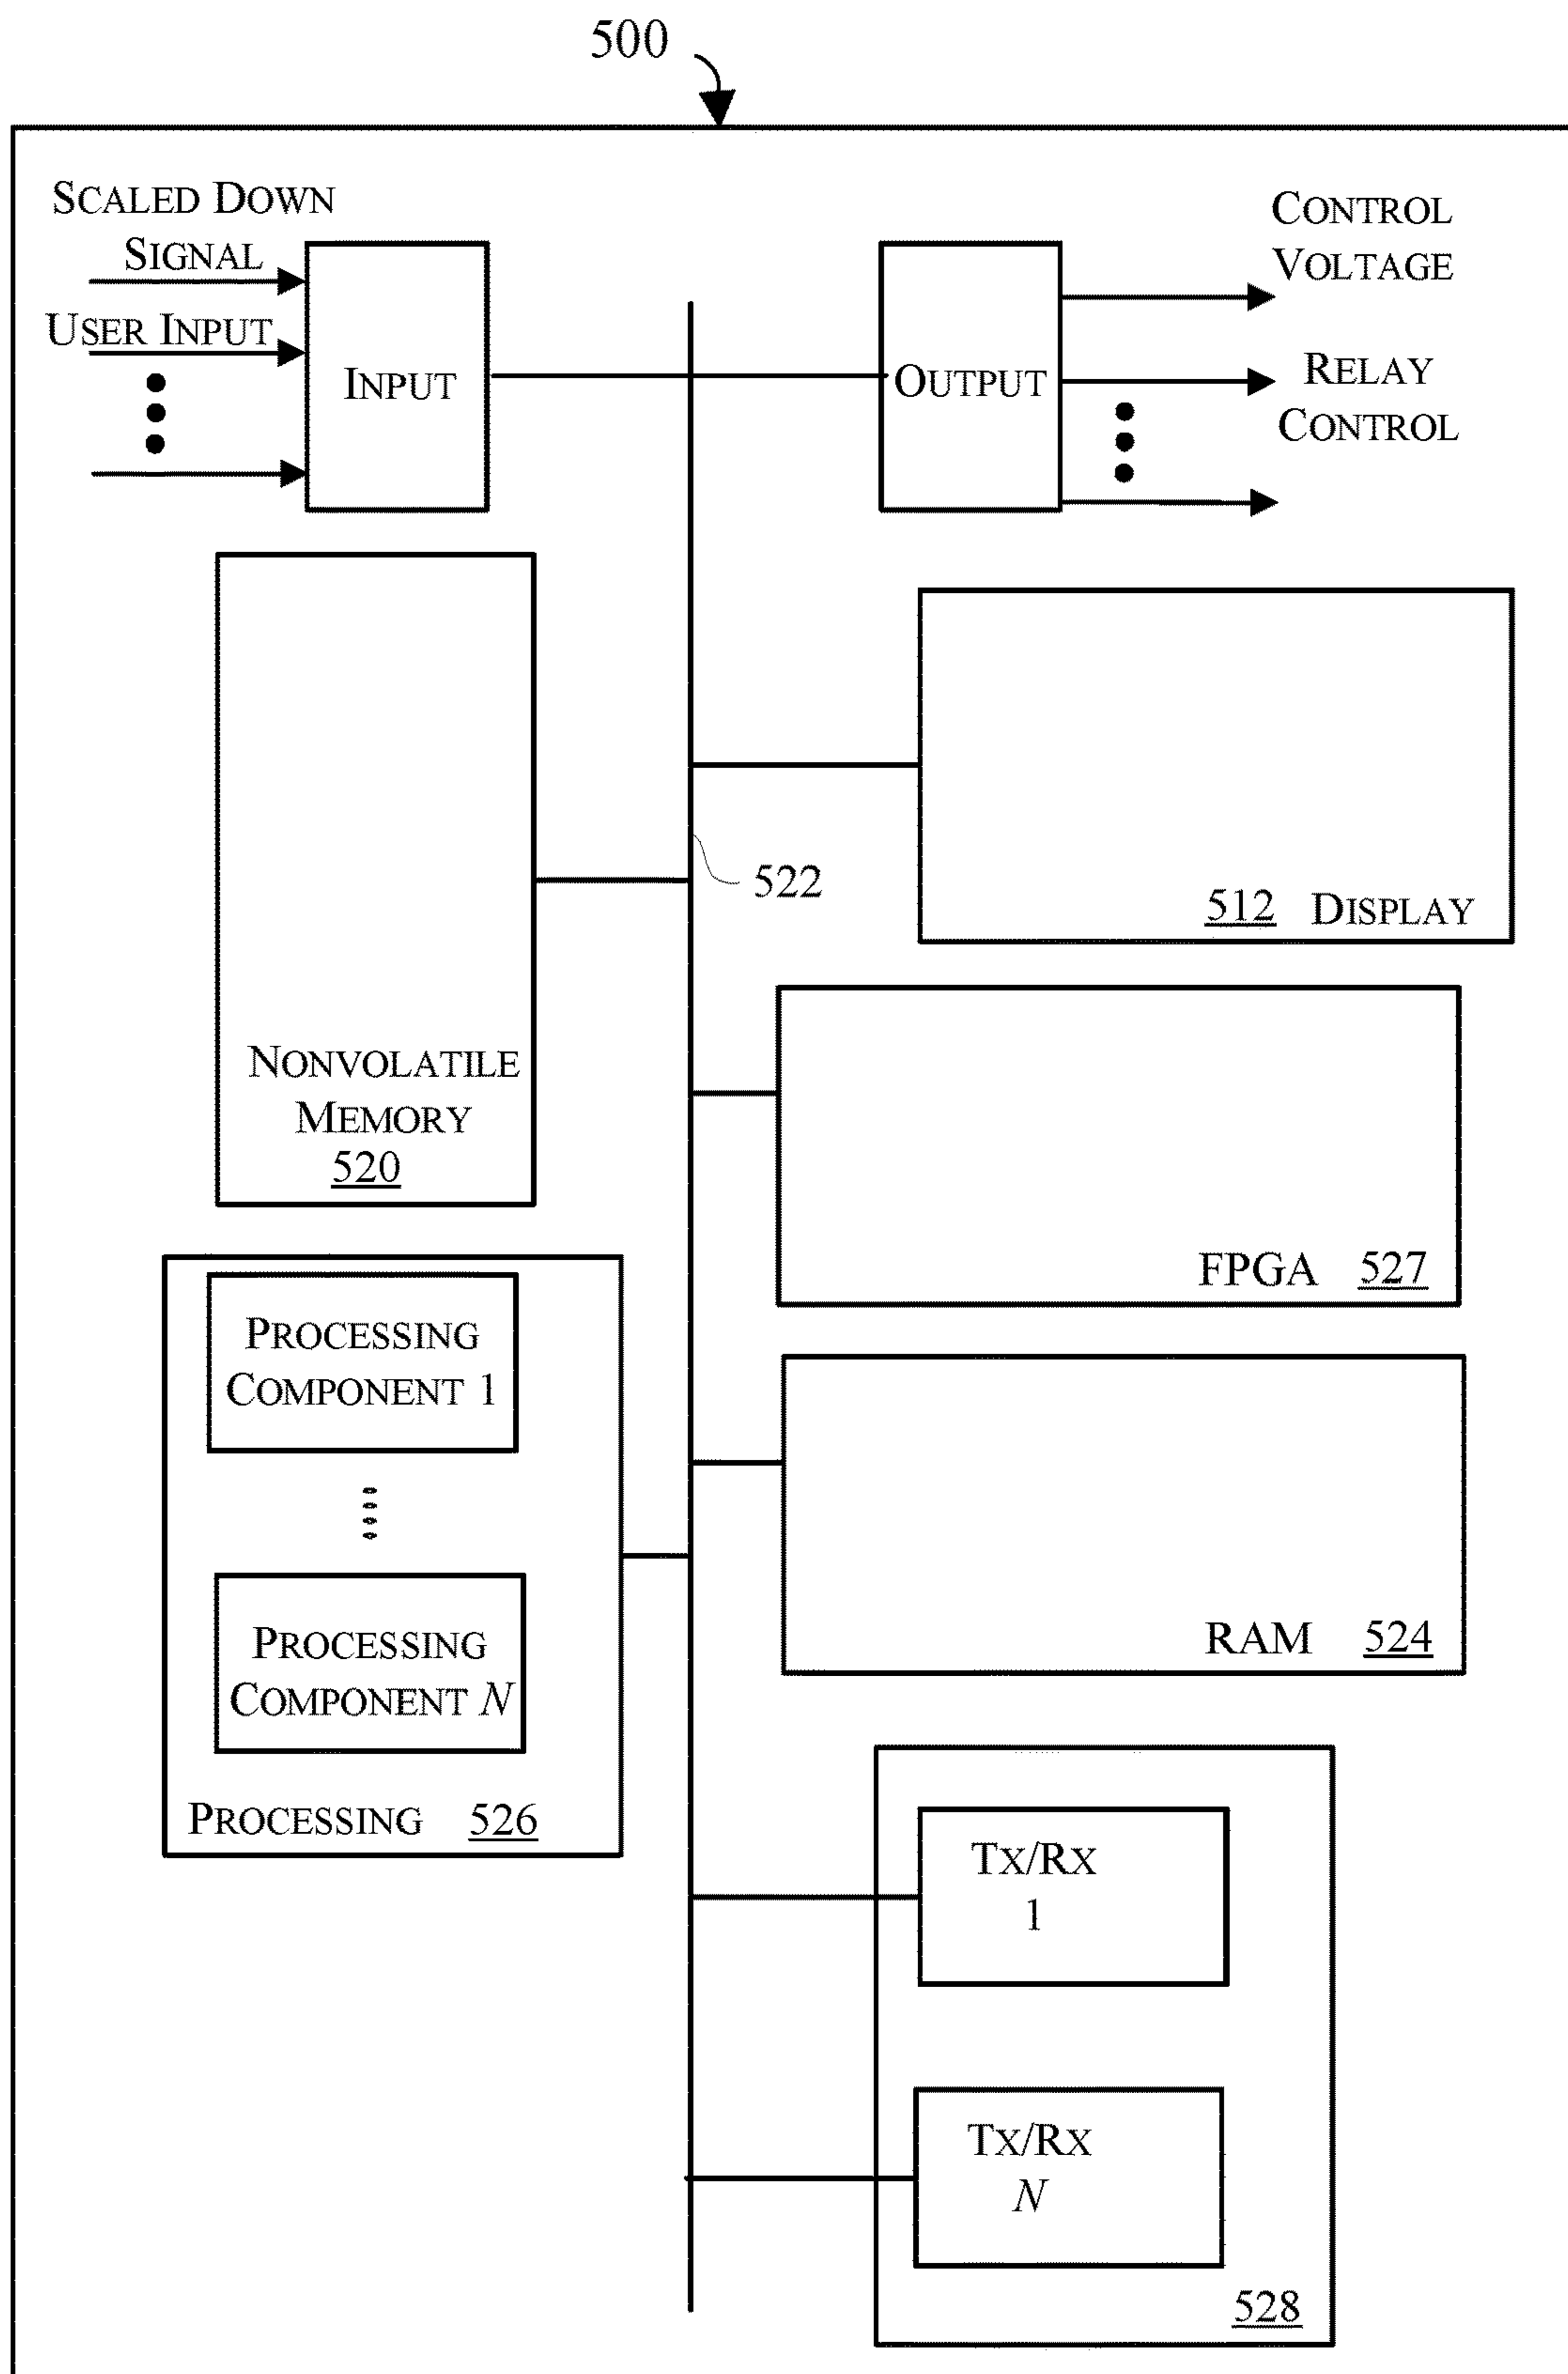 500
SCALED DOWN
SIGNAL
USER INPUT
INPUT
OUTPUT
CONTROL
VOLTAGE
RELAY
CONTROL
522
512 DISPLAY
NONVOLATILE
MEMORY
520
FPGA 527
PROCESSING
COMPONENT 1
PROCESSING
COMPONENT N
PROCESSING 526
RAM 524
TX/RX
1
TX/RX
N
528